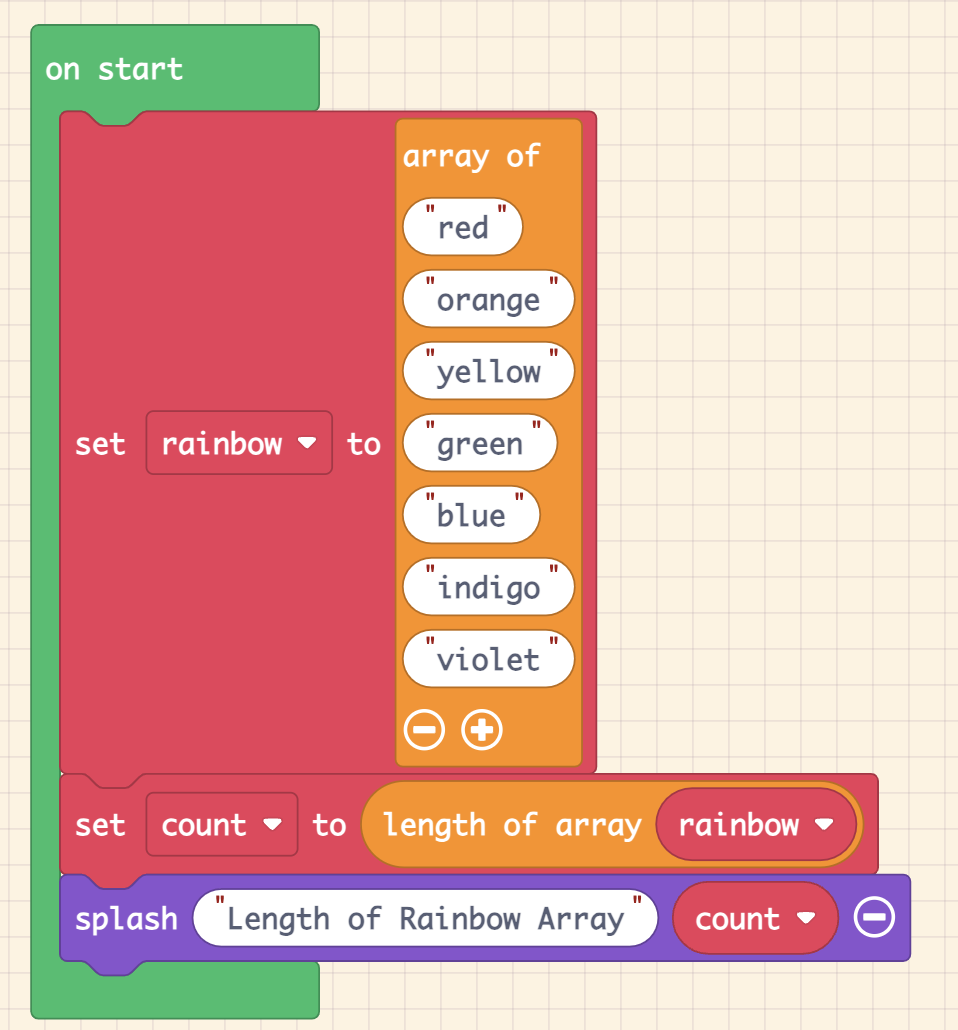 on start
array of
"red"
"orange"
"yellow"
set rainbow to "green"
"blue"
"indigo"
"violet"
set count to length of array rainbow
splash "Length of Rainbow Array" count